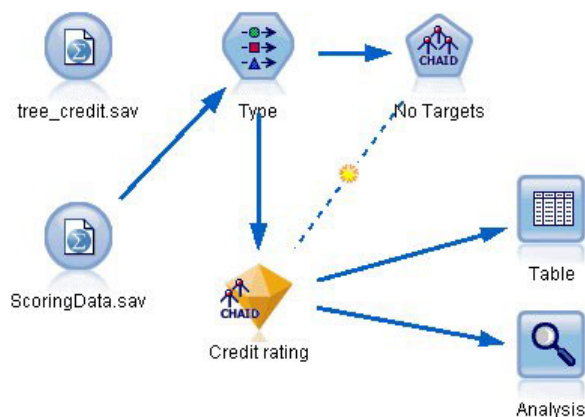 tree_credit.sav
Type
CHAID
No Targets
ScoringData.sav
CHAID
Credit rating
Table
Analysis